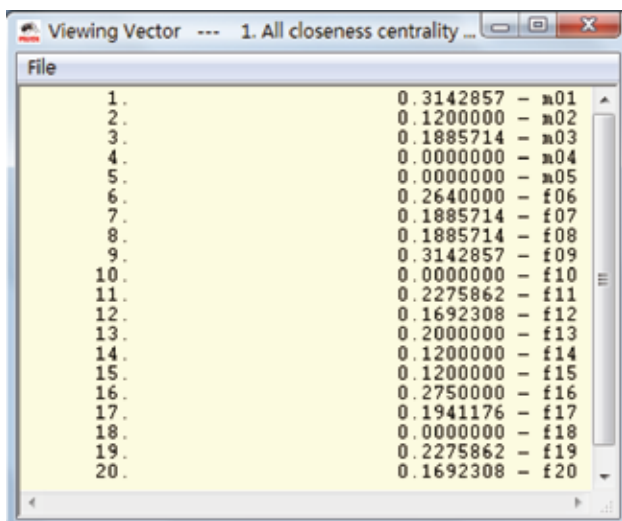 Viewing Vector --- 1. All closeness centrality ...
File
1. 0.3142857 - m01
2. 0.1200000 - m02
3. 0.1885714 - m03
4. 0.0000000 - m04
5. 0.0000000 - m05
6. 0.2640000 - f06
7. 0.1885714 - f07
8. 0.1885714 - f08
9. 0.3142857 - f09
10. 0.0000000 - f10
11. 0.2275862 - f11
12. 0.1692308 - f12
13. 0.2000000 - f13
14. 0.1200000 - f14
15. 0.1200000 - f15
16. 0.2750000 - f16
17. 0.1941176 - f17
18. 0.0000000 - f18
19. 0.2275862 - f19
20. 0.1692308 - f20